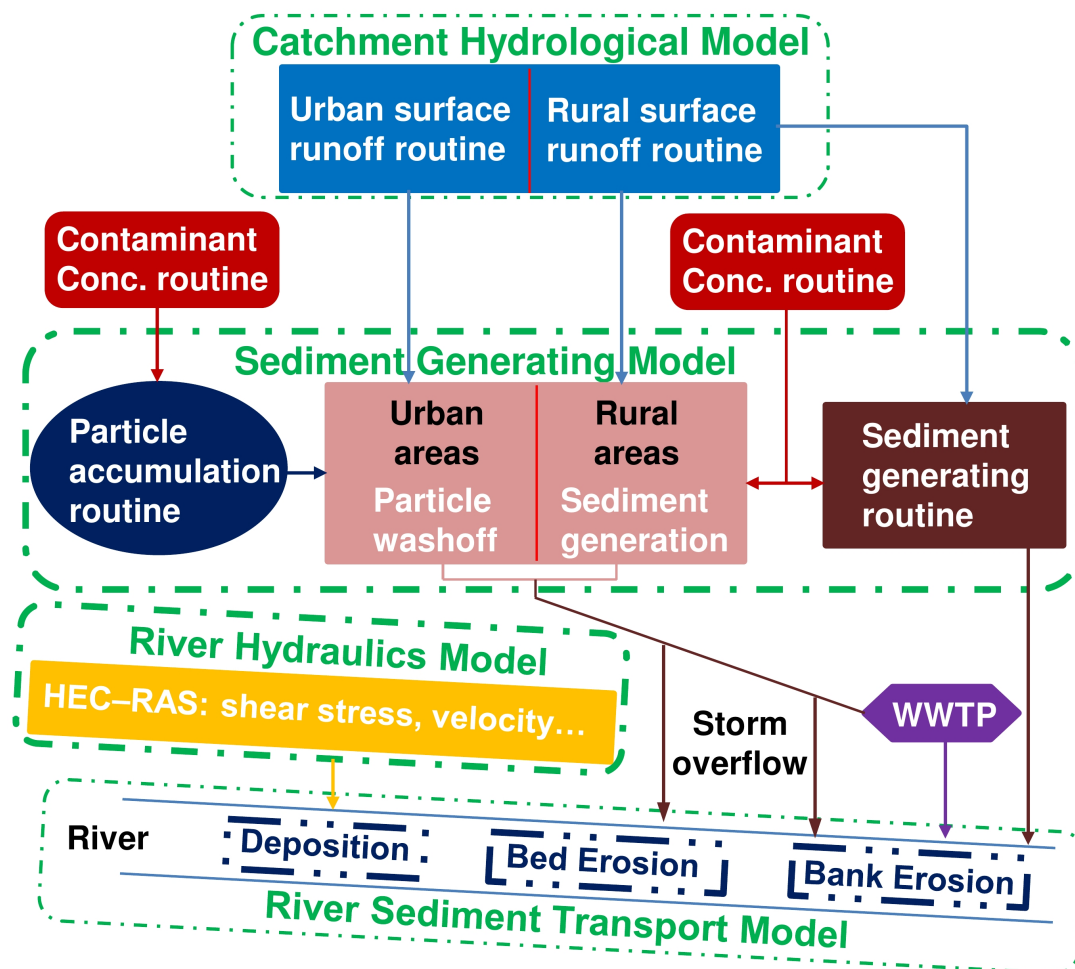 Catchment Hydrological Model
Urban surface
runoff routine
Rural surface
runoff routine
Contaminant
Conc. routine
Contaminant
Conc. routine
Sediment Generating Model
Particle
accumulation
routine
Urban
areas
Particle
washoff
Rural
areas
Sediment
generation
Sediment
generating
routine
River Hydraulics Model
HEC–RAS: shear stress, velocity…
Storm
overflow
WWTP
River
Deposition
Bed Erosion
Bank Erosion
River Sediment Transport Model